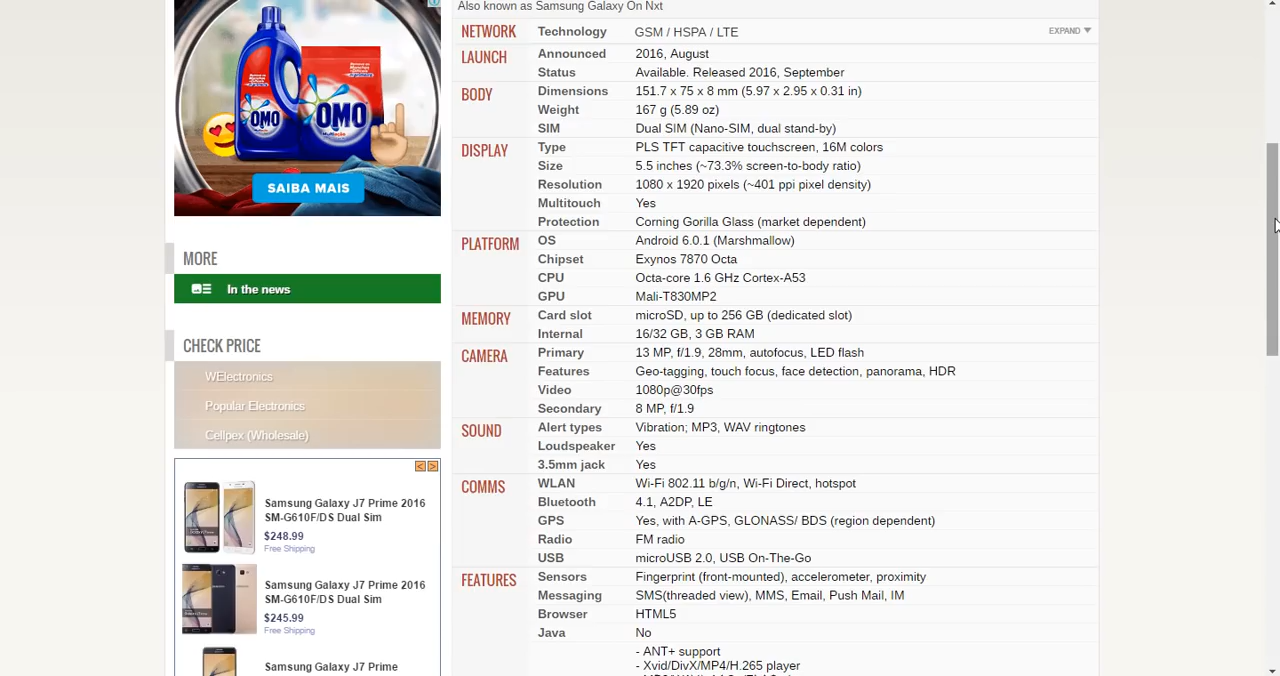 Also known as Samsung Galaxy On Nxt
NETWORK Technology GSM / HSPA / LTE EXPAND ▼
LAUNCH Announced 2016, August
Status Available. Released 2016, September
BODY Dimensions 151.7 x 75 x 8 mm (5.97 x 2.95 x 0.31 in)
Weight 167 g (5.89 oz)
SIM Dual SIM (Nano-SIM, dual stand-by)
DISPLAY Type PLS TFT capacitive touchscreen, 16M colors
Size 5.5 inches (~73.3% screen-to-body ratio)
Resolution 1080 x 1920 pixels (~401 ppi pixel density)
Multitouch Yes
Protection Corning Gorilla Glass (market dependent)
PLATFORM OS Android 6.0.1 (Marshmallow)
Chipset Exynos 7870 Octa
CPU Octa-core 1.6 GHz Cortex-A53
GPU Mali-T830MP2
MEMORY Card slot microSD, up to 256 GB (dedicated slot)
Internal 16/32 GB, 3 GB RAM
CAMERA Primary 13 MP, f/1.9, 28mm, autofocus, LED flash
Features Geo-tagging, touch focus, face detection, panorama, HDR
Video 1080p@30fps
Secondary 8 MP, f/1.9
SOUND Alert types Vibration; MP3, WAV ringtones
Loudspeaker Yes
3.5mm jack Yes
COMMS WLAN Wi-Fi 802.11 b/g/n, Wi-Fi Direct, hotspot
Bluetooth 4.1, A2DP, LE
GPS Yes, with A-GPS, GLONASS/ BDS (region dependent)
Radio FM radio
USB microUSB 2.0, USB On-The-Go
FEATURES Sensors Fingerprint (front-mounted), accelerometer, proximity
Messaging SMS(threaded view), MMS, Email, Push Mail, IM
Browser HTML5
Java No
- ANT+ support
- Xvid/DivX/MP4/H.265 player
OMO
OMO
SAIBA MAIS
MORE
In the news
CHECK PRICE
WElectronics
Popular Electronics
Cellpex (Wholesale)
< >
Samsung Galaxy J7 Prime 2016
SM-G610F/DS Dual Sim
$248.99
Free Shipping
Samsung Galaxy J7 Prime 2016
SM-G610F/DS Dual Sim
$245.99
Free Shipping
Samsung Galaxy J7 Prime